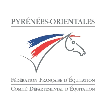 PYRÉNÉES-ORIENTALES
FÉDÉRATION FRANÇAISE D'ÉQUITATION
COMITÉ DÉPARTEMENTAL D'ÉQUITATION